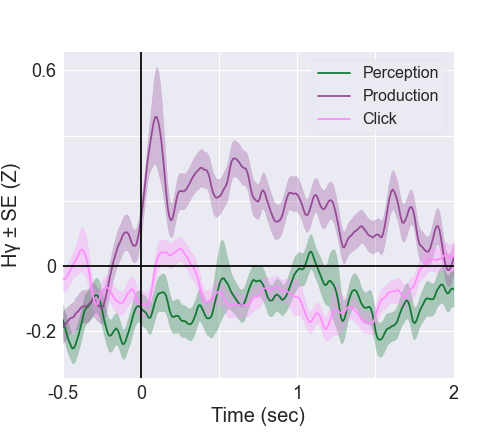 0.6
0
-0.2
Hγ ± SE (Z)
Perception
Production
Click
-0.5 0 1 2
Time (sec)